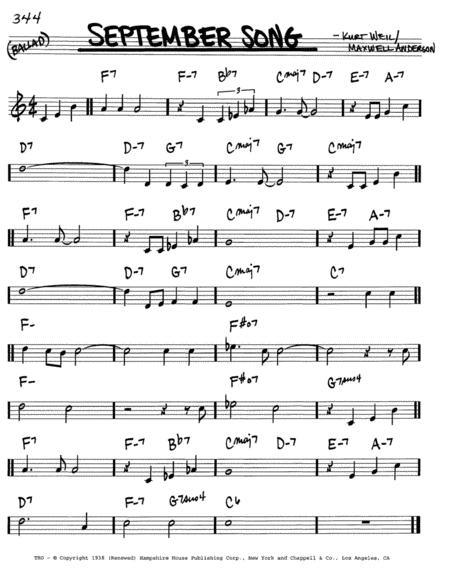 344
SEPTEMBER SONG
(BALLAD)
- KURT WEIL/
MAXWELL ANDERSON
F7 F-7 Bb7 Cmaj7 D-7 E-7 A-7
3
D7 D-7 G7 Cmaj7
3
F7 F-7 Bb7 Cmaj7 D-7 E-7 A-7
D7 D-7 G7 Cmaj7 C7
F- F#o7
F- F#o7 G7sus4
F7 F-7 Bb7 Cmaj7 D-7 E-7 A-7
D7 F-7 G7sus4 C6
TRO - © Copyright 1938 (Renewed) Hampshire House Publishing Corp., New York and Chappell & Co., Los Angeles, CA